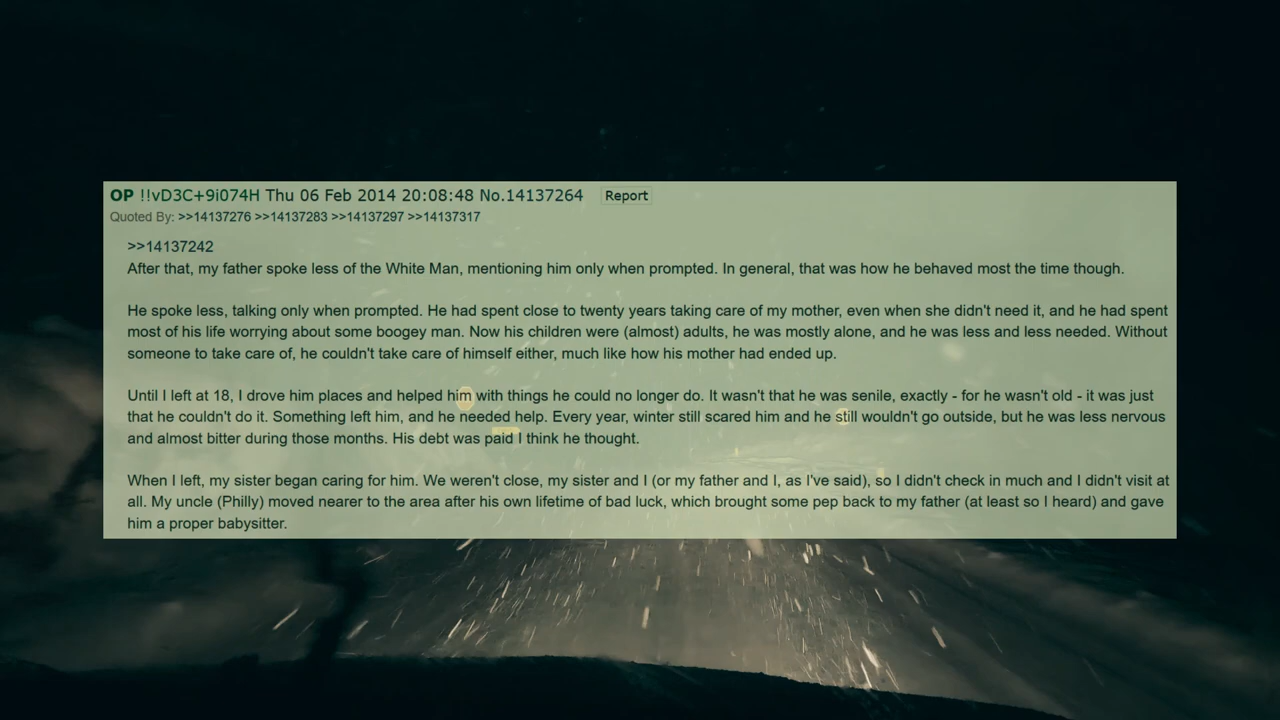 OP !!vD3C+9i074H Thu 06 Feb 2014 20:08:48 No.14137264 Report
Quoted By: >>14137276 >>14137283 >>14137297 >>14137317
>>14137242
After that, my father spoke less of the White Man, mentioning him only when prompted. In general, that was how he behaved most the time though.
He spoke less, talking only when prompted. He had spent close to twenty years taking care of my mother, even when she didn't need it, and he had spent
most of his life worrying about some boogey man. Now his children were (almost) adults, he was mostly alone, and he was less and less needed. Without
someone to take care of, he couldn't take care of himself either, much like how his mother had ended up.
Until I left at 18, I drove him places and helped him with things he could no longer do. It wasn't that he was senile, exactly - for he wasn't old - it was just
that he couldn't do it. Something left him, and he needed help. Every year, winter still scared him and he still wouldn't go outside, but he was less nervous
and almost bitter during those months. His debt was paid I think he thought.
When I left, my sister began caring for him. We weren't close, my sister and I (or my father and I, as I've said), so I didn't check in much and I didn't visit at
all. My uncle (Philly) moved nearer to the area after his own lifetime of bad luck, which brought some pep back to my father (at least so I heard) and gave
him a proper babysitter.